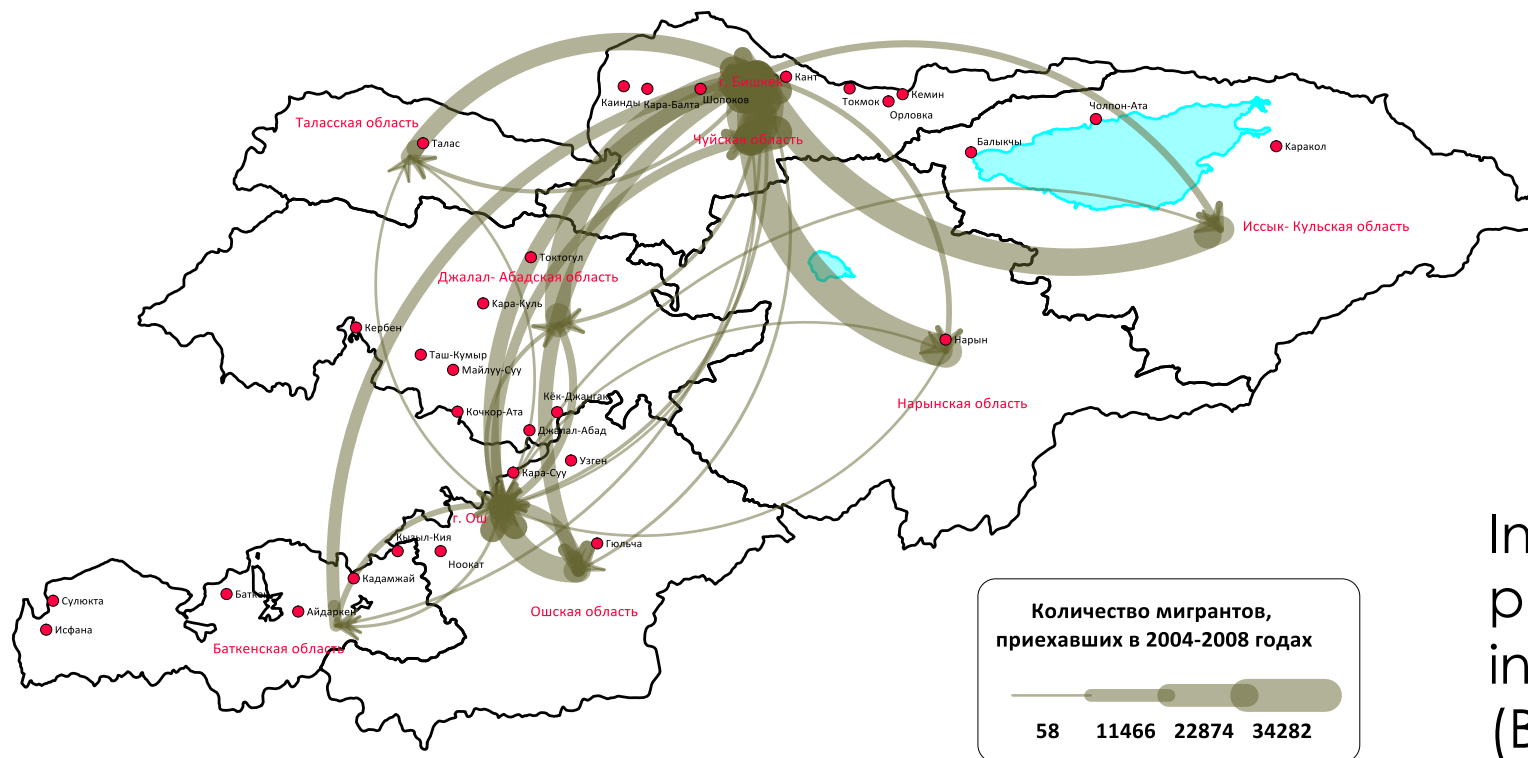 г. Бишкек
Кант
Каинды
Кара-Балта
Шопоков
Токмок
Кемин
Орловка
Чолпон-Ата
Таласская область
Талас
Чуйская область
Балыкчы
Каракол
Иссык- Кульская область
Токтогул
Джалал- Абадская область
Кара-Куль
Кербен
Нарын
Таш-Кумыр
Майлуу-Суу
Кёк-Джангак
Нарынская область
Кочкор-Ата
Джалал-Абад
Узген
Кара-Суу
г. Ош
Кызыл-Кия
Ноокат
Гюльча
Кадамжай
Сулюкта
Баткен
Айдаркен
Ошская область
Исфана
Баткенская область
Количество мигрантов,
приехавших в 2004-2008 годах
58 11466 22874 34282
In
p
in
(B